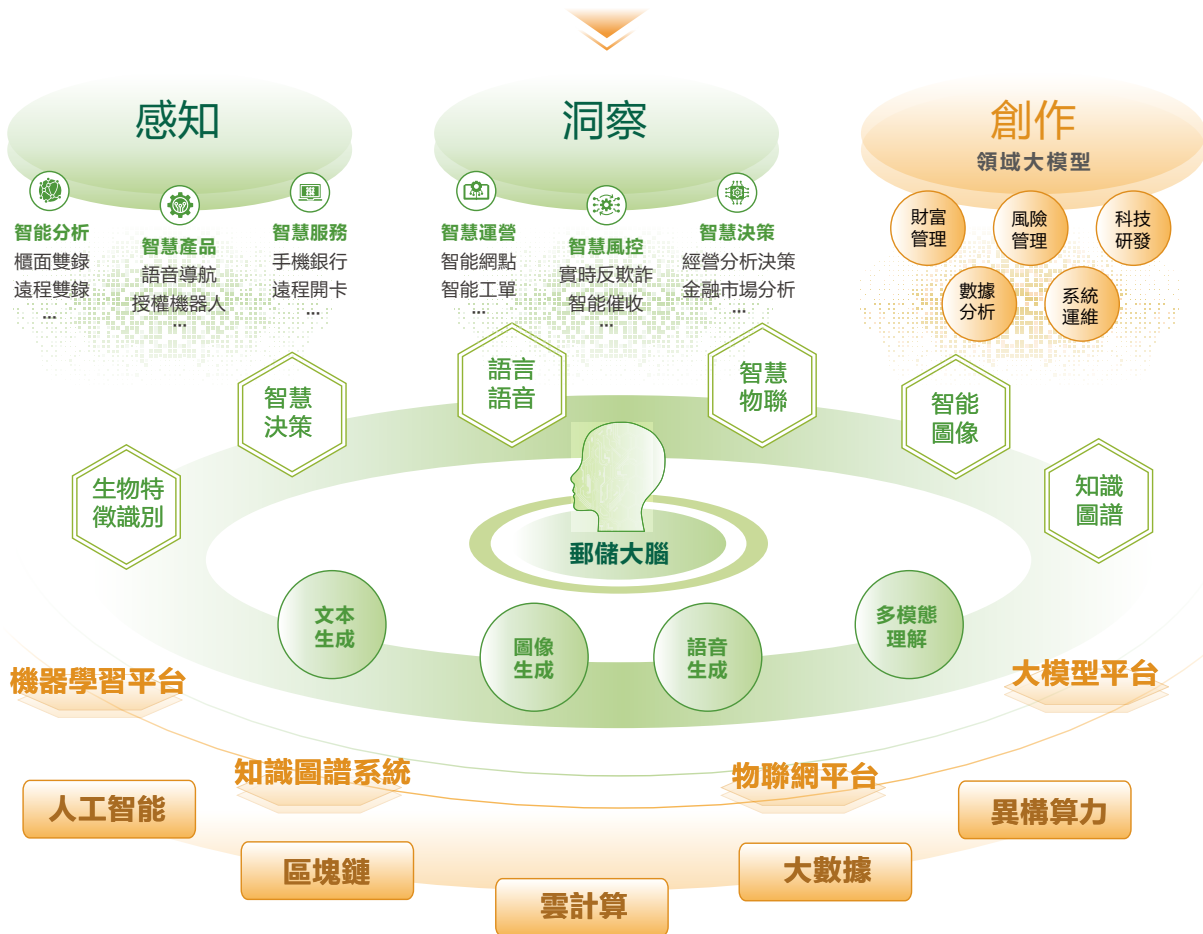 感知
智能分析
櫃面雙錄
遠程雙錄
...
智慧產品
語音導航
授權機器人
...
智慧服務
手機銀行
遠程開卡
...
洞察
智慧運營
智能網點
智能工單
...
智慧風控
實時反欺詐
智能催收
...
智慧決策
經營分析決策
金融市場分析
...
創作
領域大模型
財富
管理
風險
管理
科技
研發
數據
分析
系統
運維
生物特
徵識別
智慧
決策
語言
語音
智慧
物聯
智能
圖像
知識
圖譜
郵儲大腦
文本
生成
圖像
生成
語音
生成
多模態
理解
機器學習平台
知識圖譜系統
物聯網平台
大模型平台
人工智能
區塊鏈
雲計算
大數據
異構算力